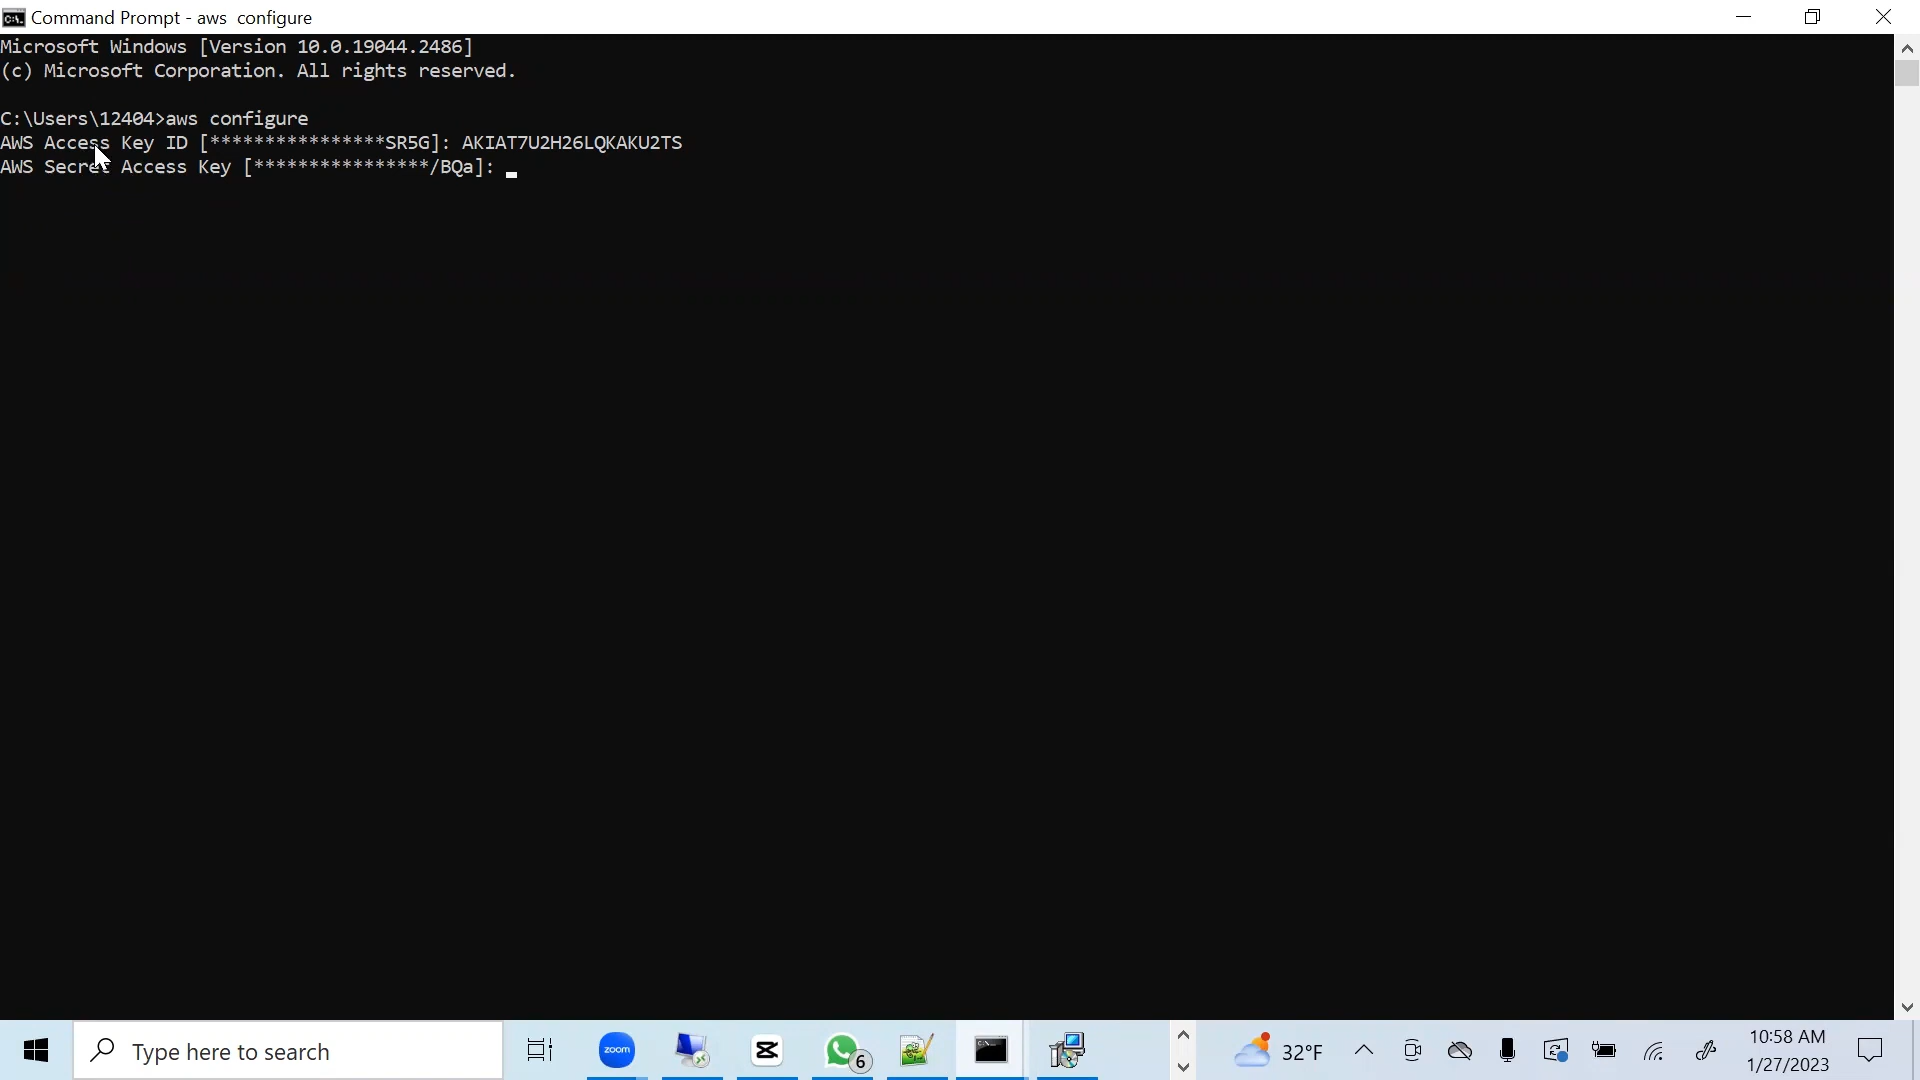 Command Prompt - aws  configure
Microsoft Windows [Version 10.0.19044.2486]
(c) Microsoft Corporation. All rights reserved.
C:\Users\12404>aws configure
AWS Access Key ID [****************SR5G]: AKIAT7U2H26LQKAKU2TS
AWS Secret Access Key [****************/BQa]:
Type here to search
zoom
6
32°F
10:58 AM
1/27/2023